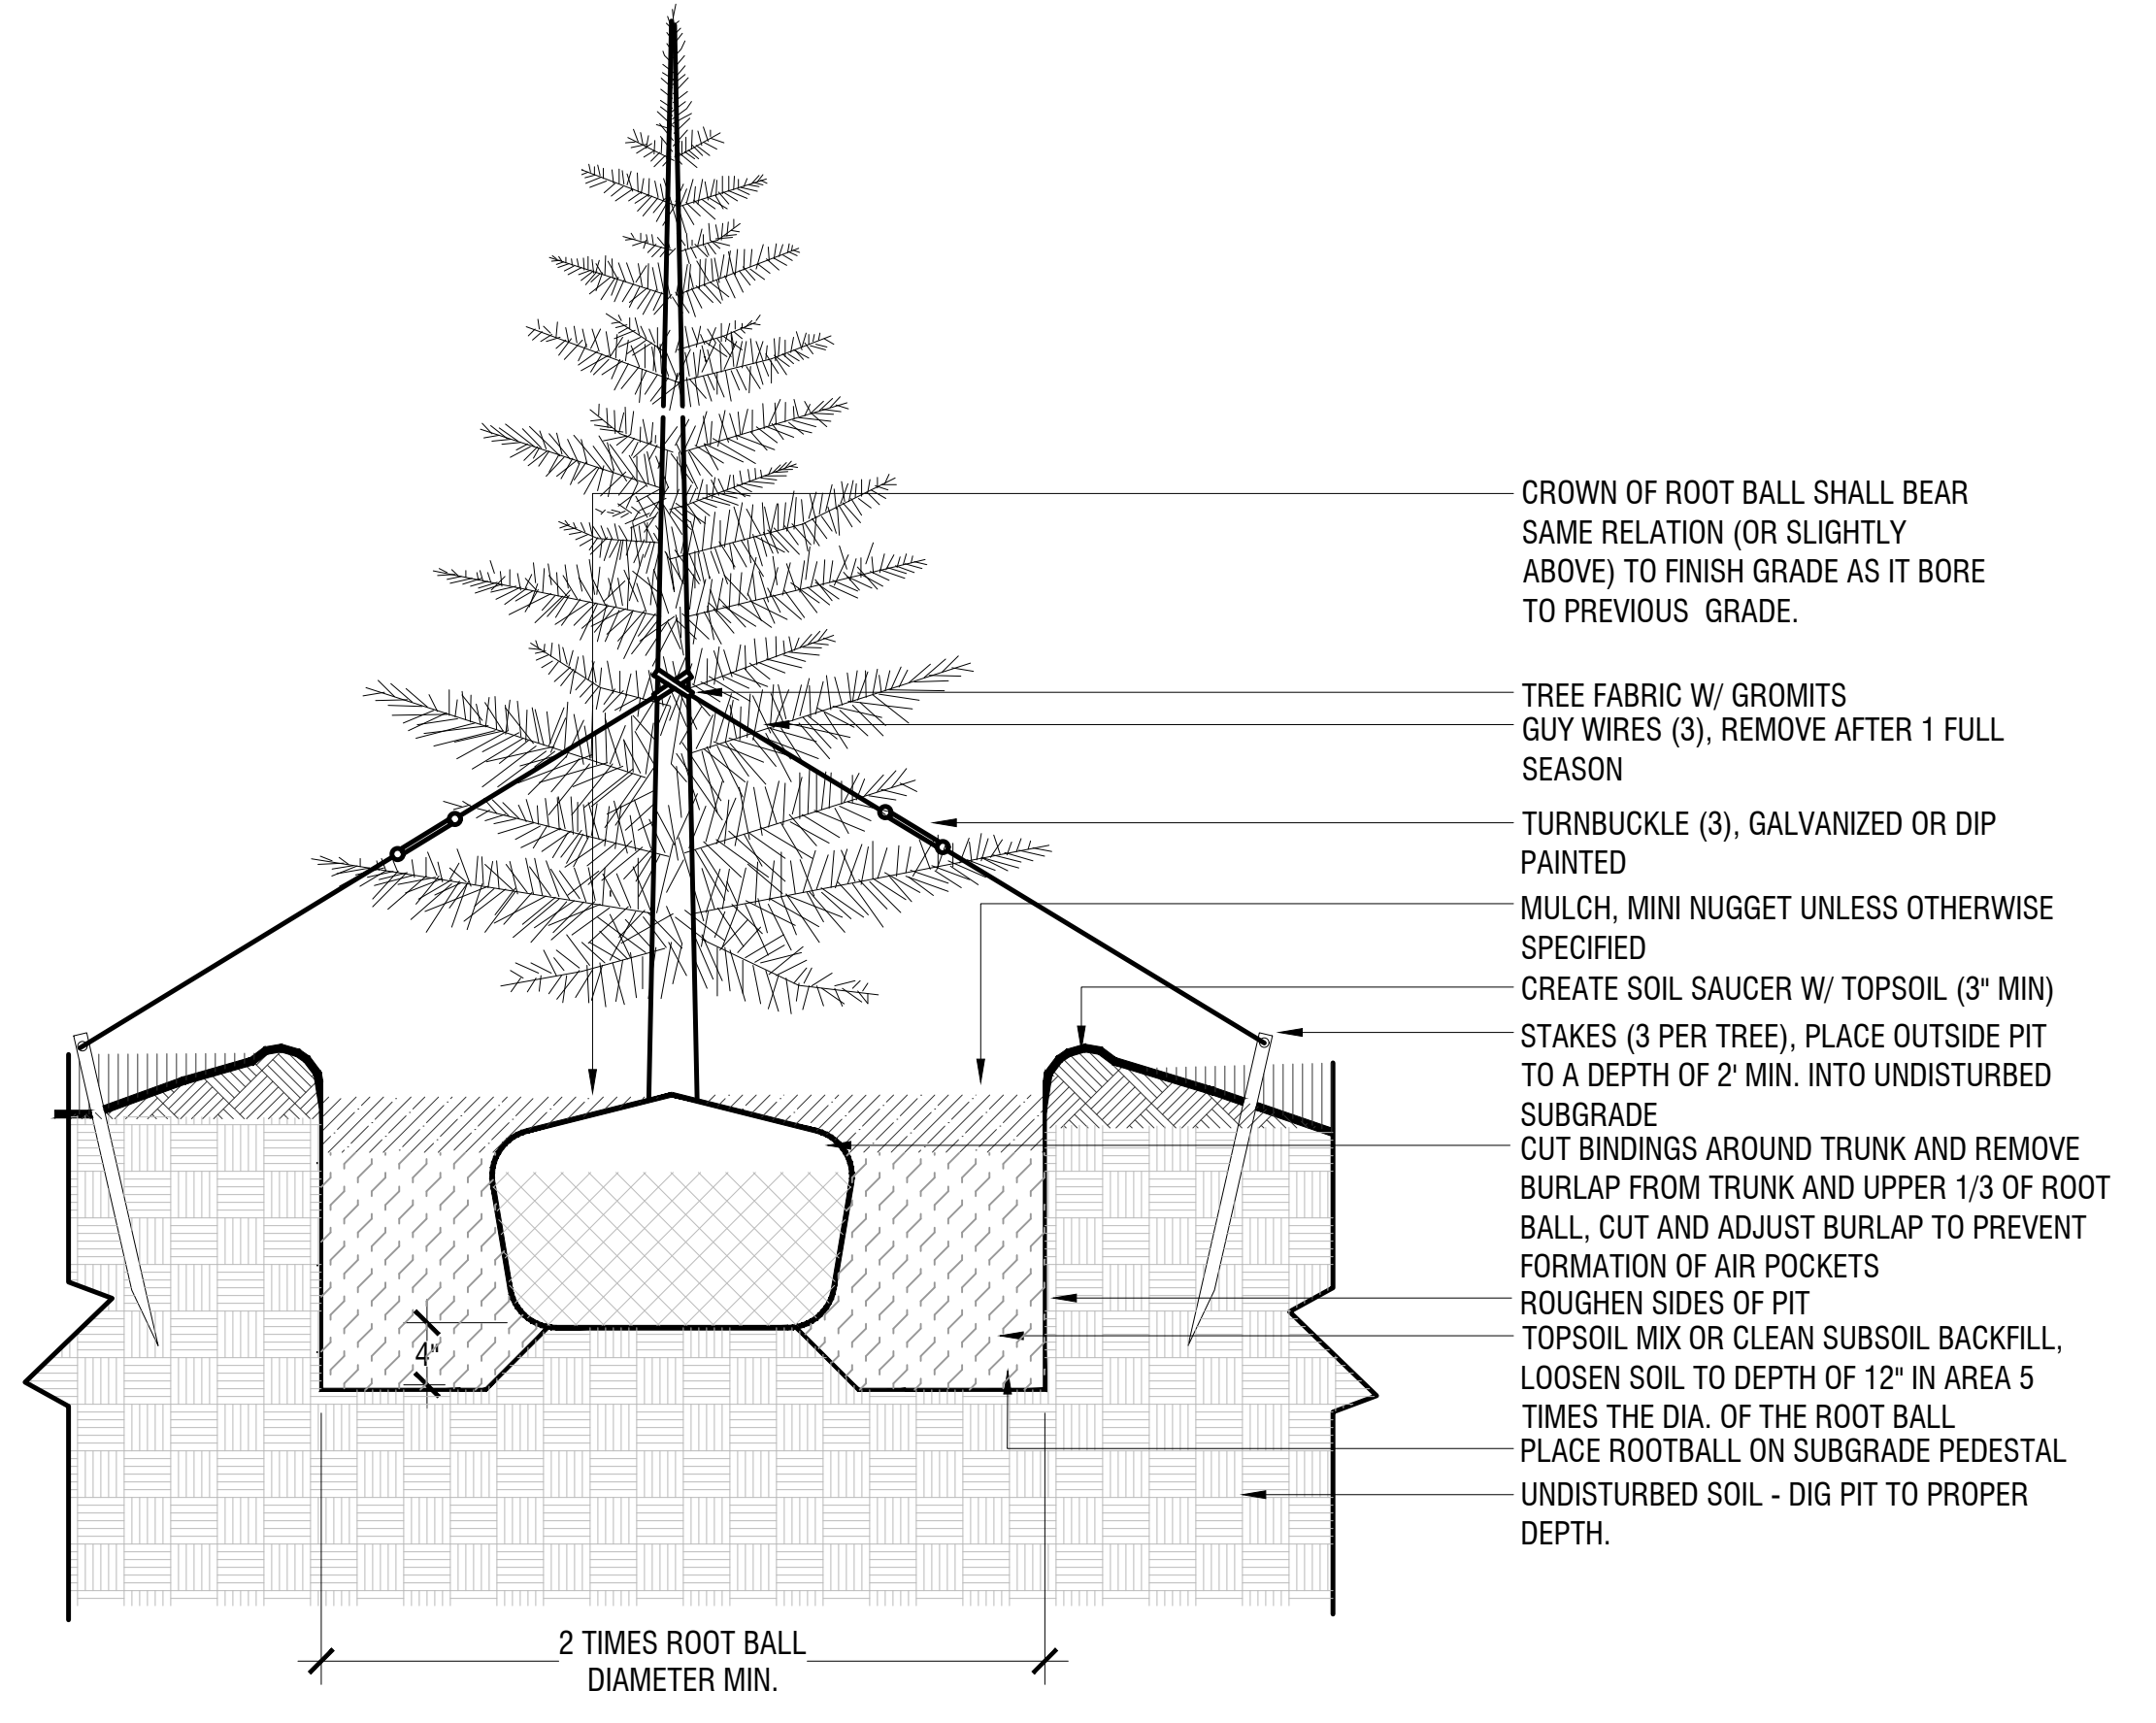 CROWN OF ROOT BALL SHALL BEAR
SAME RELATION (OR SLIGHTLY
ABOVE) TO FINISH GRADE AS IT BORE
TO PREVIOUS  GRADE.
TREE FABRIC W/ GROMITS
GUY WIRES (3), REMOVE AFTER 1 FULL
SEASON
TURNBUCKLE (3), GALVANIZED OR DIP
PAINTED
MULCH, MINI NUGGET UNLESS OTHERWISE
SPECIFIED
CREATE SOIL SAUCER W/ TOPSOIL (3" MIN)
STAKES (3 PER TREE), PLACE OUTSIDE PIT
TO A DEPTH OF 2' MIN. INTO UNDISTURBED
SUBGRADE
CUT BINDINGS AROUND TRUNK AND REMOVE
BURLAP FROM TRUNK AND UPPER 1/3 OF ROOT
BALL, CUT AND ADJUST BURLAP TO PREVENT
FORMATION OF AIR POCKETS
ROUGHEN SIDES OF PIT
TOPSOIL MIX OR CLEAN SUBSOIL BACKFILL,
LOOSEN SOIL TO DEPTH OF 12" IN AREA 5
TIMES THE DIA. OF THE ROOT BALL
PLACE ROOTBALL ON SUBGRADE PEDESTAL
UNDISTURBED SOIL - DIG PIT TO PROPER
DEPTH.
4"
2 TIMES ROOT BALL
DIAMETER MIN.